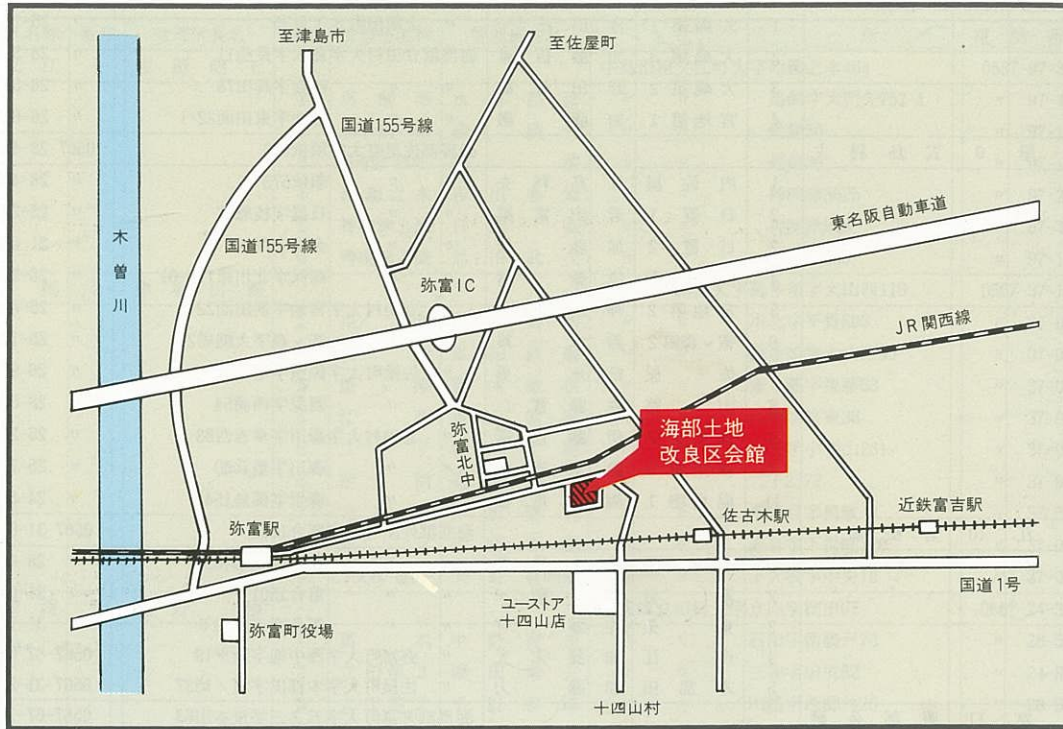 至津島市
至佐屋町
国道155号線
東名阪自動車道
国道155号線
木曽川
弥富IC
JR関西線
海部土地
改良区会館
弥富北中
弥富駅
佐古木駅
近鉄富吉駅
国道1号
ユーストア
十四山店
弥富町役場
十四山村